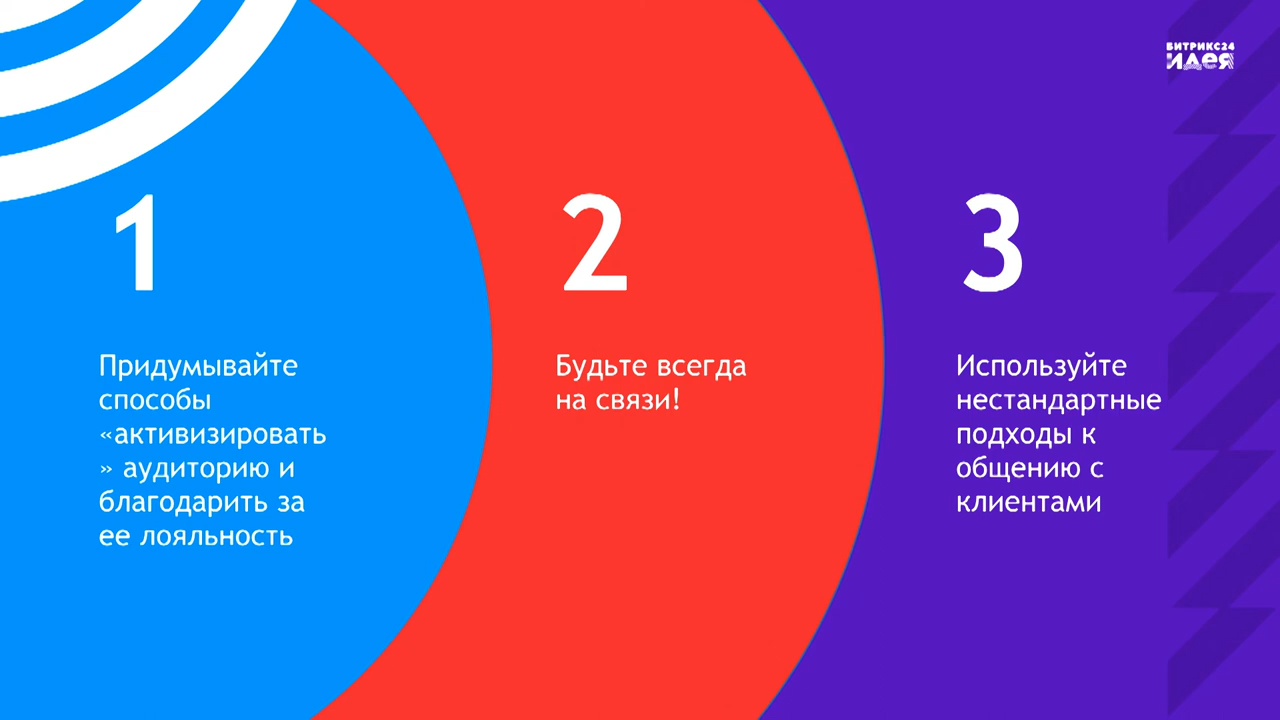 БИТРИКС24
ИДЕЯ
1
Придумывайте
способы
«активизировать
» аудиторию и
благодарить за
ее лояльность
2
Будьте всегда
на связи!
3
Используйте
нестандартные
подходы к
общению с
клиентами